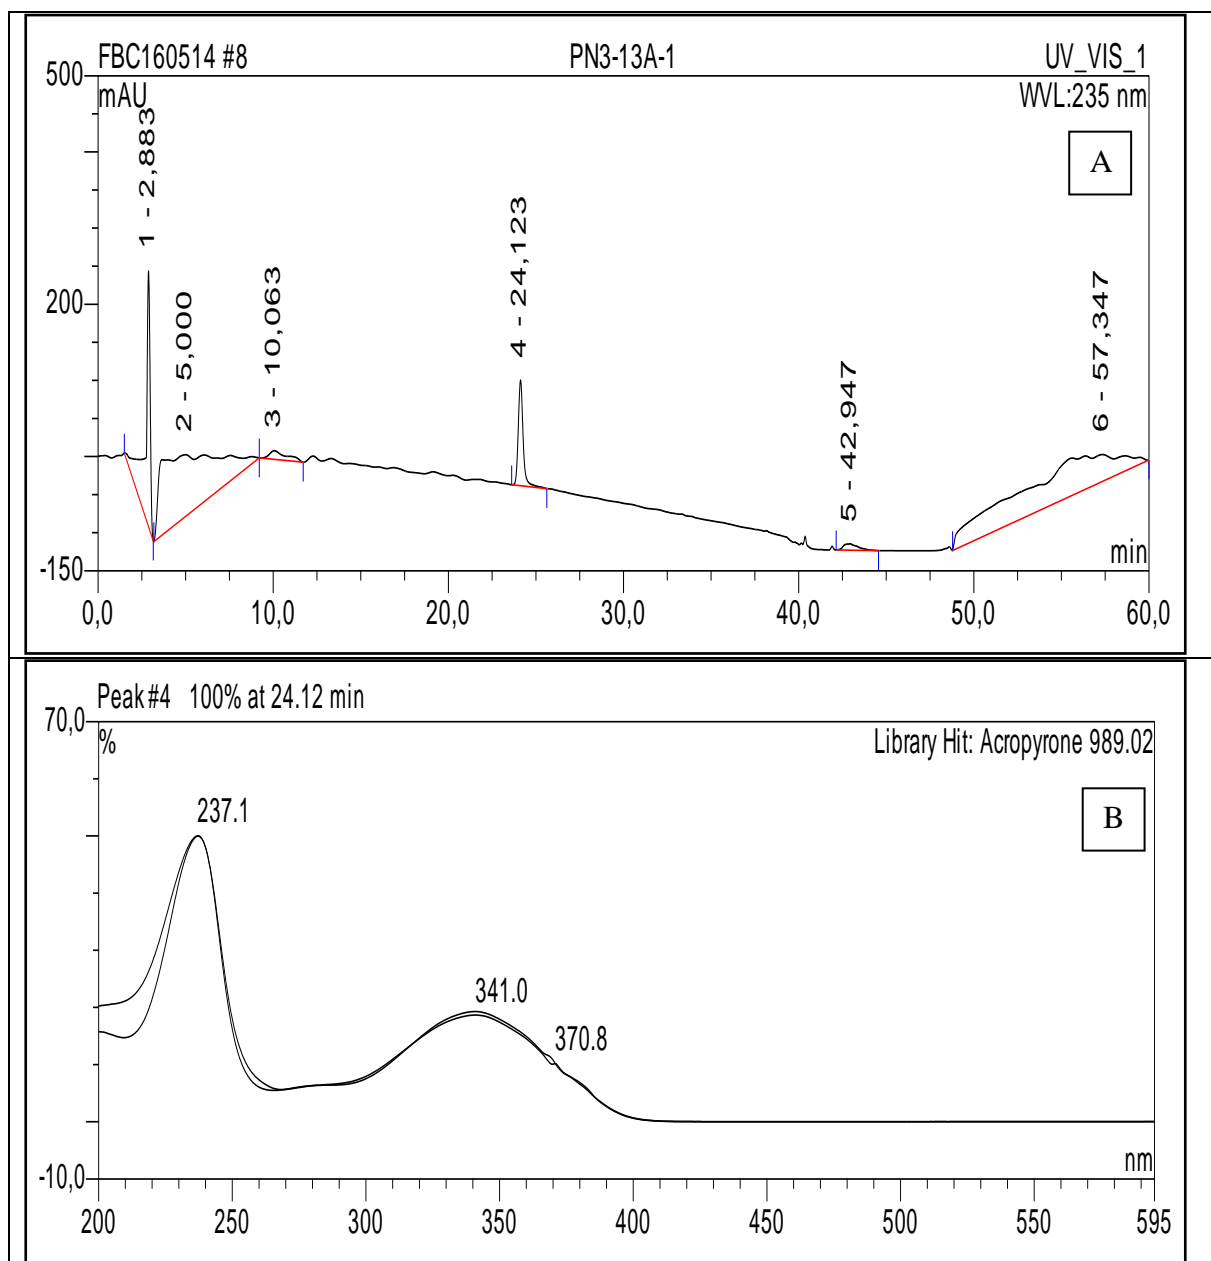 FBC160514 #8 PN3-13A-1 UV_VIS_1
500
mAU WVL:235 nm
A
1 - 2,883
2 - 5,000
3 - 10,063
4 - 24,123
5 - 42,947
6 - 57,347
200
-150 min
0,0 10,0 20,0 30,0 40,0 50,0 60,0
Peak #4 100% at 24.12 min
70,0
% Library Hit: Acropyrone 989.02
B
237.1
341.0
370.8
-10,0 nm
200 250 300 350 400 450 500 550 595